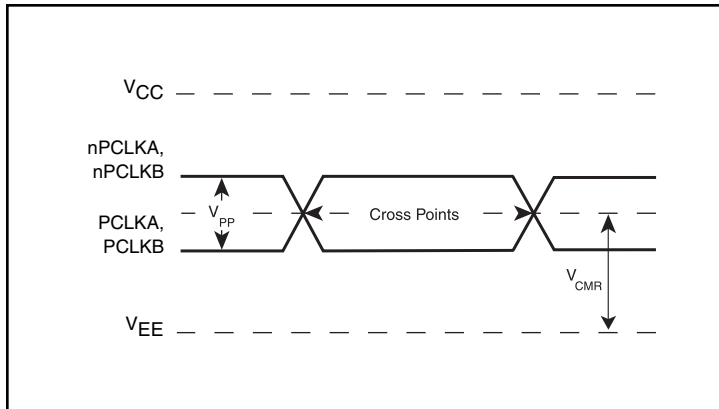 VCC
nPCLKA,
nPCLKB
VPP
Cross Points
PCLKA,
PCLKB
VCMR
VEE